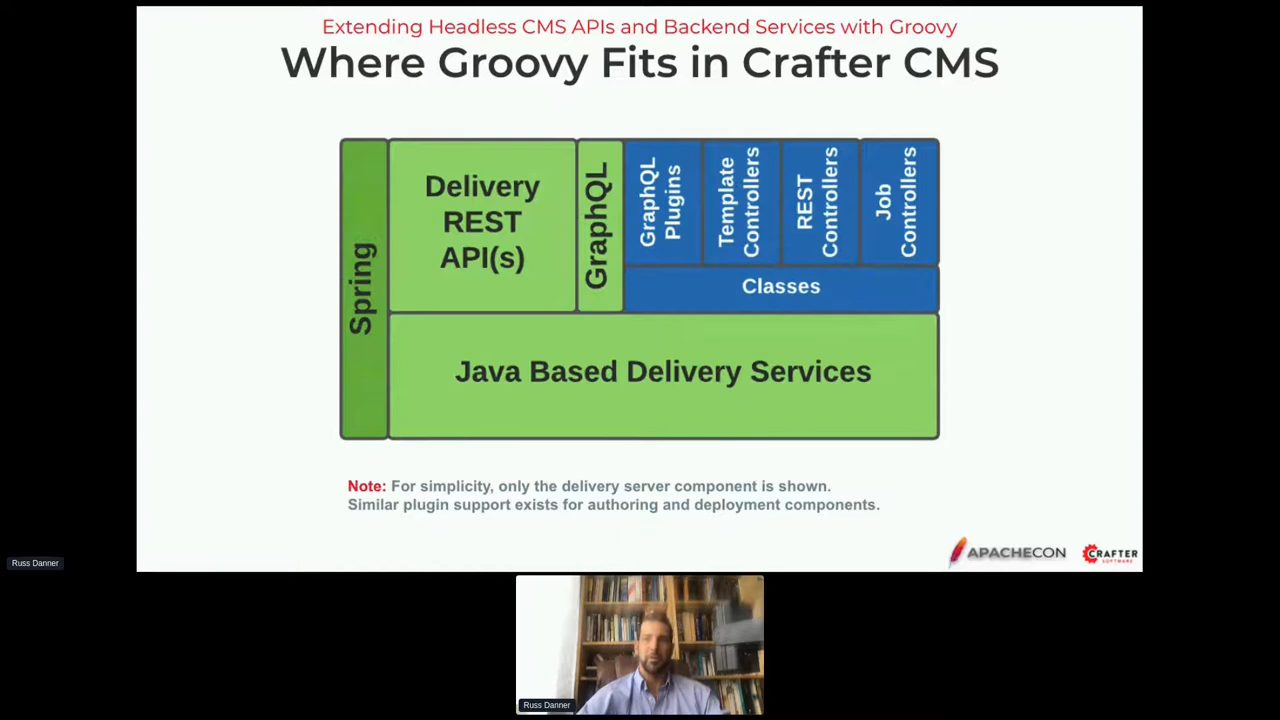 Extending Headless CMS APIs and Backend Services with Groovy
Where Groovy Fits in Crafter CMS
Spring
Delivery
REST
API(s)
GraphQL
GraphQL
Plugins
Template
Controllers
REST
Controllers
Job
Controllers
Classes
Java Based Delivery Services
Note: For simplicity, only the delivery server component is shown.
Similar plugin support exists for authoring and deployment components.
APACHECON
CRAFTER
SOFTWARE
Russ Danner
Russ Danner